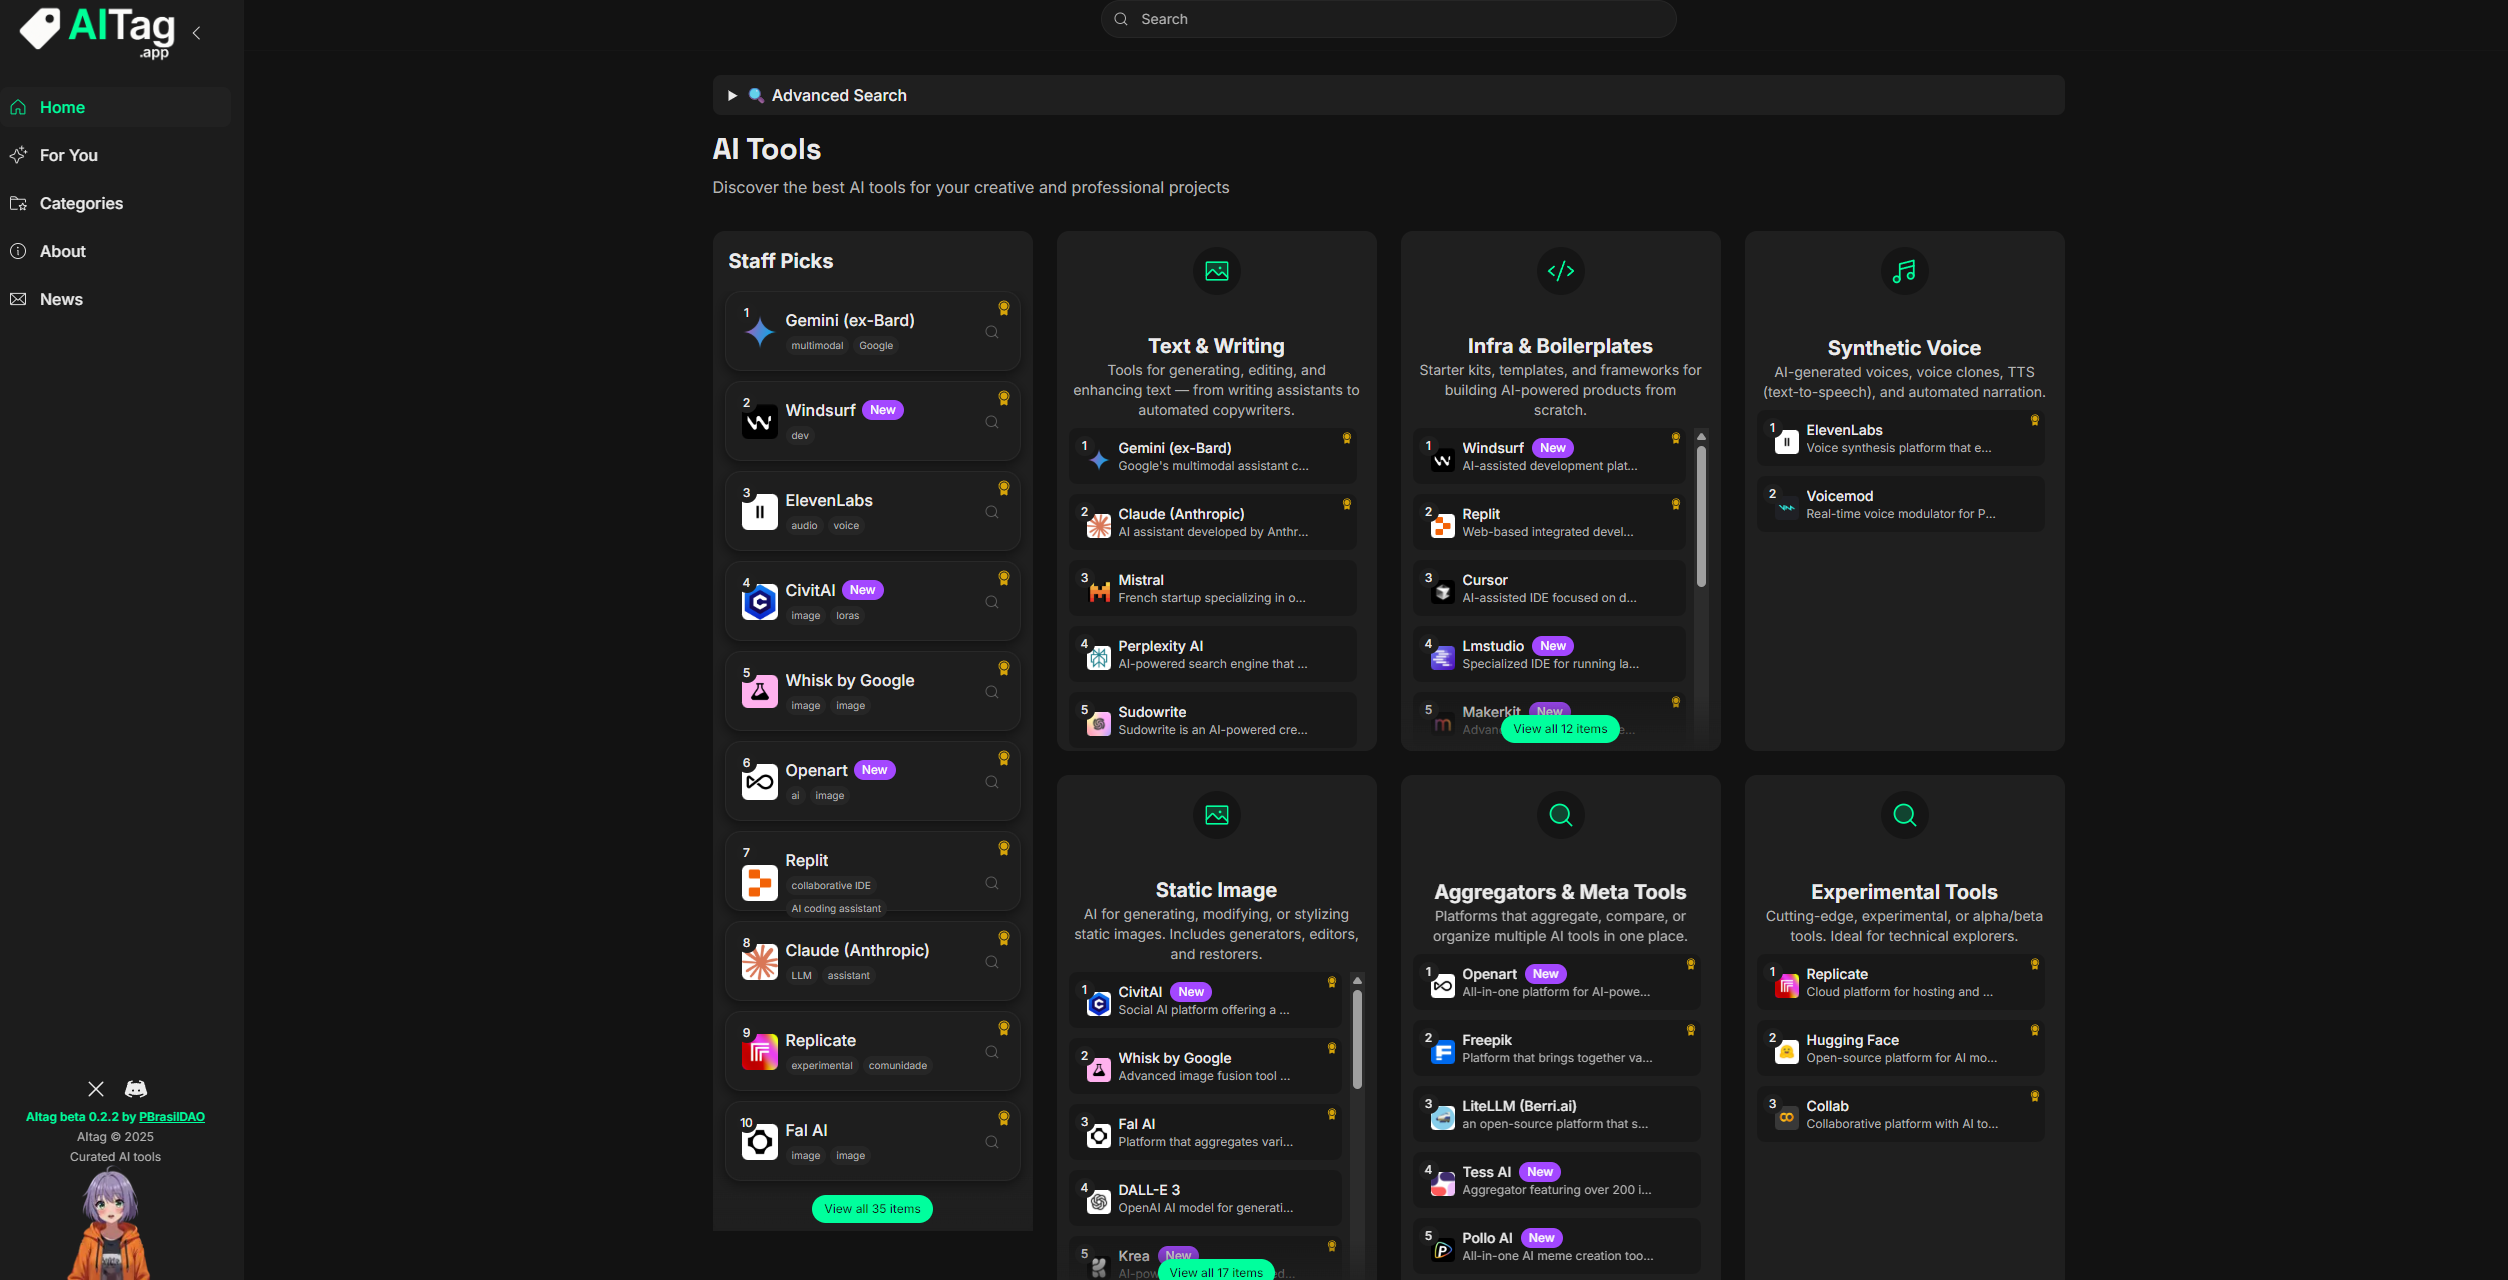 AITag
.app
Home
For You
Categories
About
News
AItag beta 0.2.2 by PBrasilDAO
AItag © 2025
Curated AI tools
Search
Advanced Search
AI Tools
Discover the best AI tools for your creative and professional projects
Staff Picks
1
Gemini (ex-Bard)
multimodal Google
2
Windsurf New
dev
3
ElevenLabs
audio voice
4
CivitAI New
image loras
5
Whisk by Google
image image
6
Openart New
ai image
7
Replit
collaborative IDE
AI coding assistant
8
Claude (Anthropic)
LLM assistant
9
Replicate
experimental comunidade
10
Fal AI
image image
View all 35 items
Text & Writing
Tools for generating, editing, and
enhancing text — from writing assistants to
automated copywriters.
1
Gemini (ex-Bard)
Google's multimodal assistant c...
2
Claude (Anthropic)
AI assistant developed by Anthr...
3
Mistral
French startup specializing in o...
4
Perplexity AI
AI-powered search engine that ...
5
Sudowrite
Sudowrite is an AI-powered cre...
Infra & Boilerplates
Starter kits, templates, and frameworks for
building AI-powered products from
scratch.
1
Windsurf New
AI-assisted development plat...
2
Replit
Web-based integrated devel...
3
Cursor
AI-assisted IDE focused on d...
4
Lmstudio New
Specialized IDE for running la...
5
Makerkit New
View all 12 items
Synthetic Voice
AI-generated voices, voice clones, TTS
(text-to-speech), and automated narration.
1
ElevenLabs
Voice synthesis platform that e...
2
Voicemod
Real-time voice modulator for P...
Static Image
AI for generating, modifying, or stylizing
static images. Includes generators, editors,
and restorers.
1
CivitAI New
Social AI platform offering a ...
2
Whisk by Google
Advanced image fusion tool ...
3
Fal AI
Platform that aggregates vari...
4
DALL-E 3
OpenAI AI model for generati...
5
Krea New
View all 17 items
Aggregators & Meta Tools
Platforms that aggregate, compare, or
organize multiple AI tools in one place.
1
Openart New
All-in-one platform for AI-powe...
2
Freepik
Platform that brings together va...
3
LiteLLM (Berri.ai)
an open-source platform that s...
4
Tess AI New
Aggregator featuring over 200 i...
5
Pollo AI New
All-in-one AI meme creation too...
Experimental Tools
Cutting-edge, experimental, or alpha/beta
tools. Ideal for technical explorers.
1
Replicate
Cloud platform for hosting and ...
2
Hugging Face
Open-source platform for AI mo...
3
Collab
Collaborative platform with AI to...